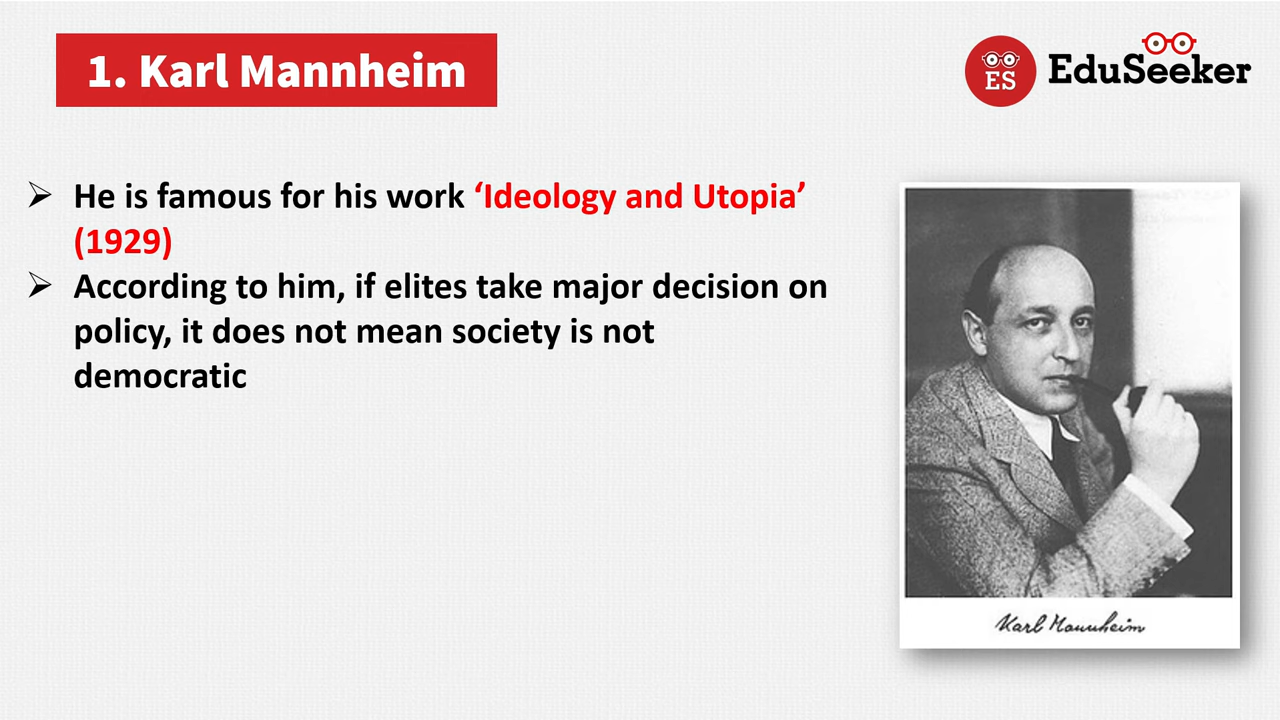 1. Karl Mannheim
ES
EduSeeker
➢ He is famous for his work ‘Ideology and Utopia’
(1929)
➢ According to him, if elites take major decision on
policy, it does not mean society is not
democratic
Karl Mannheim